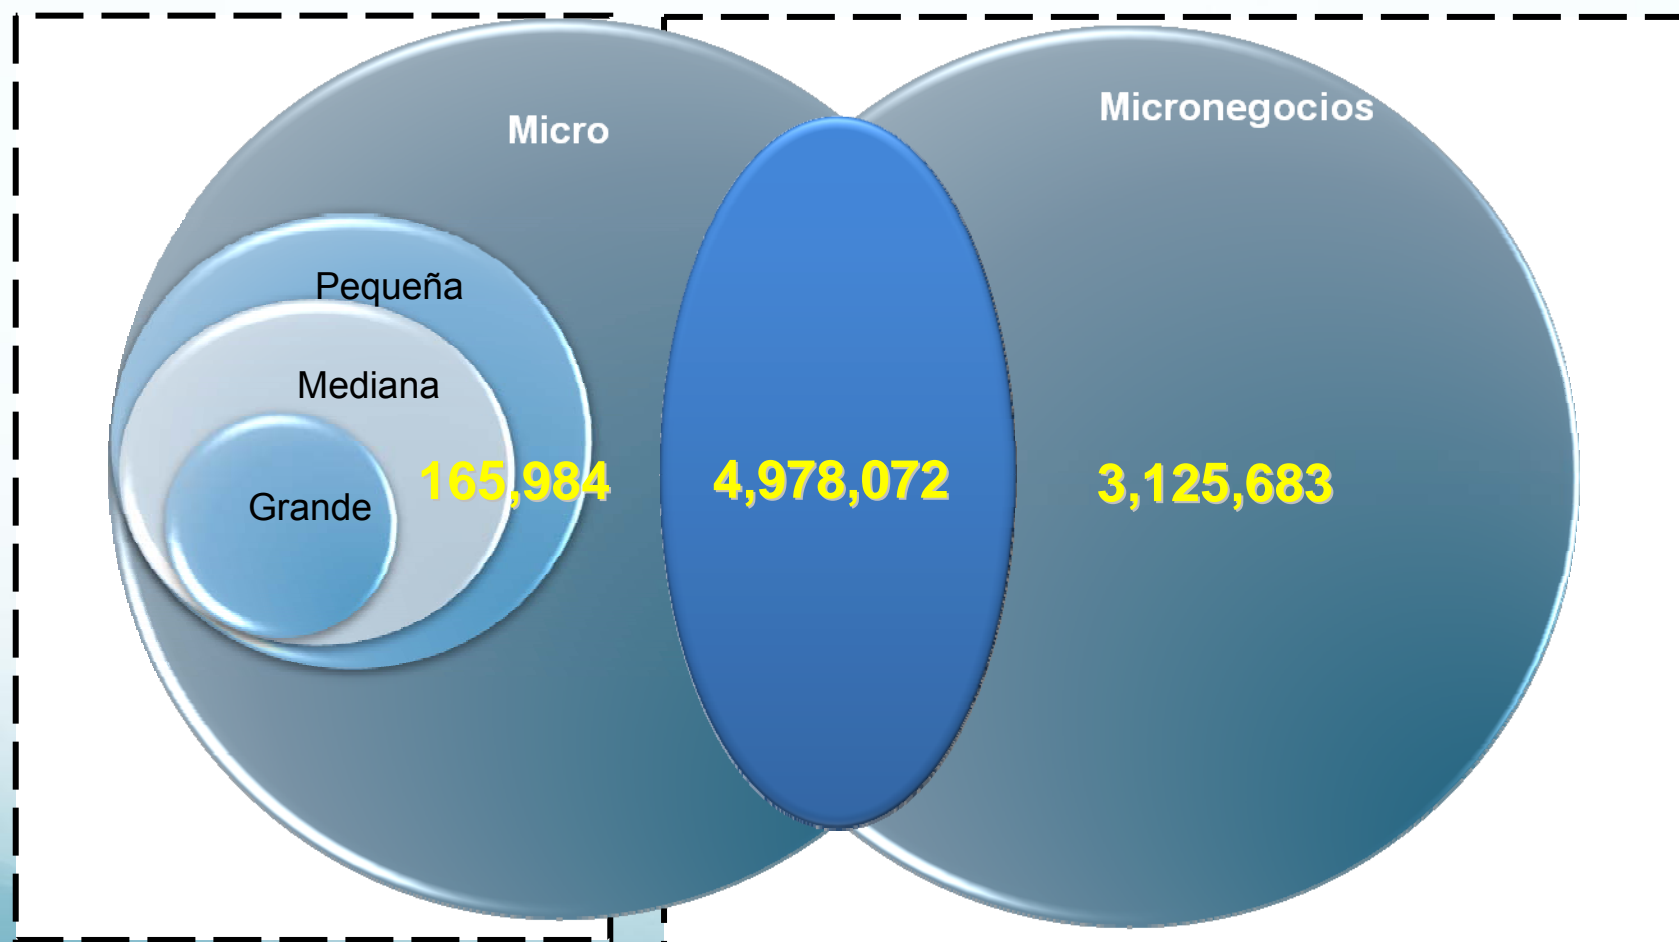 Micronegocios
Micro
Pequeña
Mediana
165,984
4,978,072
3,125,683
Grande